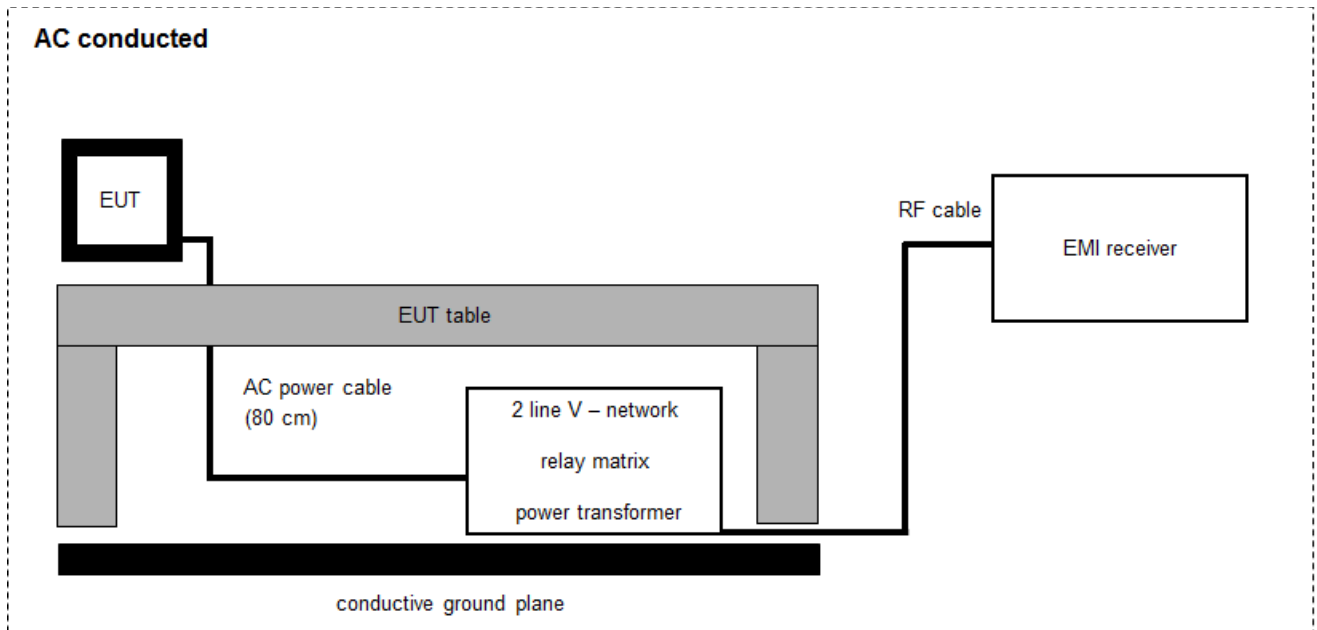 AC conducted
EUT
RF cable
EMI receiver
EUT table
AC power cable
(80 cm)
2 line V – network
relay matrix
power transformer
conductive ground plane